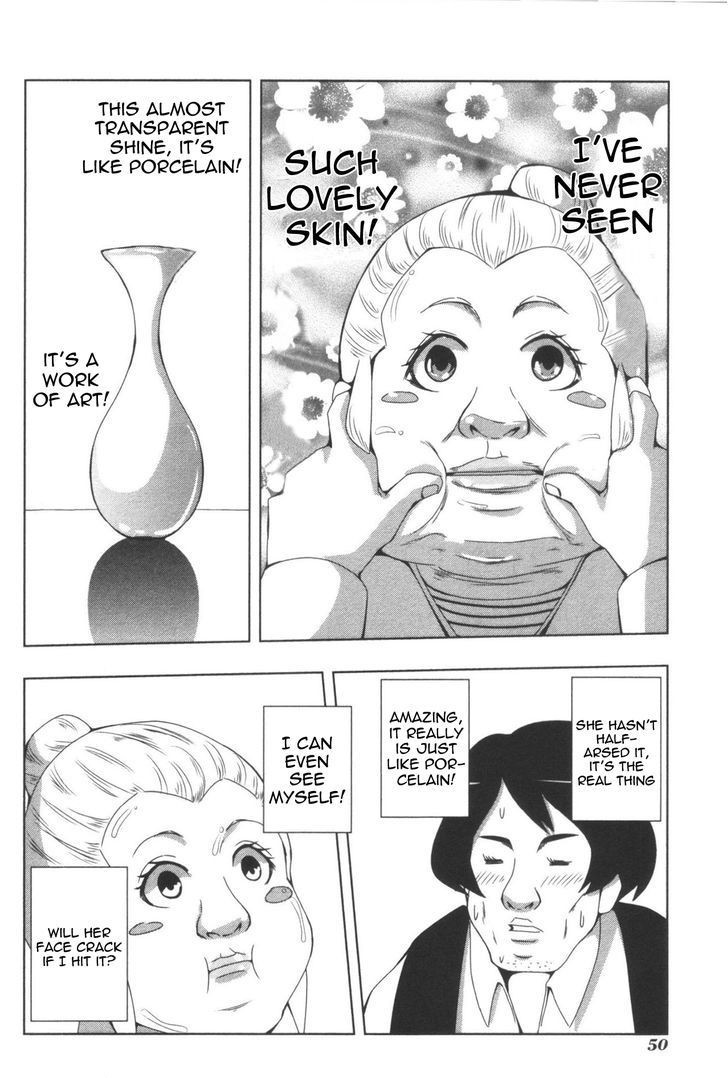 I'VE
NEVER
SEEN
SUCH
LOVELY
SKIN!
THIS ALMOST
TRANSPARENT
SHINE, IT'S
LIKE PORCELAIN!
IT'S A
WORK
OF ART!
SHE HASN'T
HALF-
ARSED IT,
IT'S THE
REAL THING
AMAZING,
IT REALLY
IS JUST
LIKE POR-
CELAIN!
I CAN
EVEN
SEE
MYSELF!
WILL HER
FACE CRACK
IF I HIT IT?
50